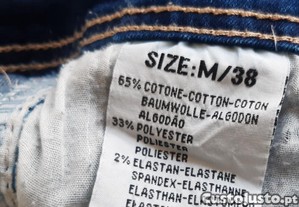 SIZE:M/38
65% COTONE-COTTON-COTON
BAUMWOLLE-ALGODON
ALGODÃO
33% POLYESTER
POLYESTER
POLIESTER
2% ELASTAN-ELASTANE
SPANDEX-ELASTHANNE
ELASTHAN-ELASTAN
CustoJusto.pt